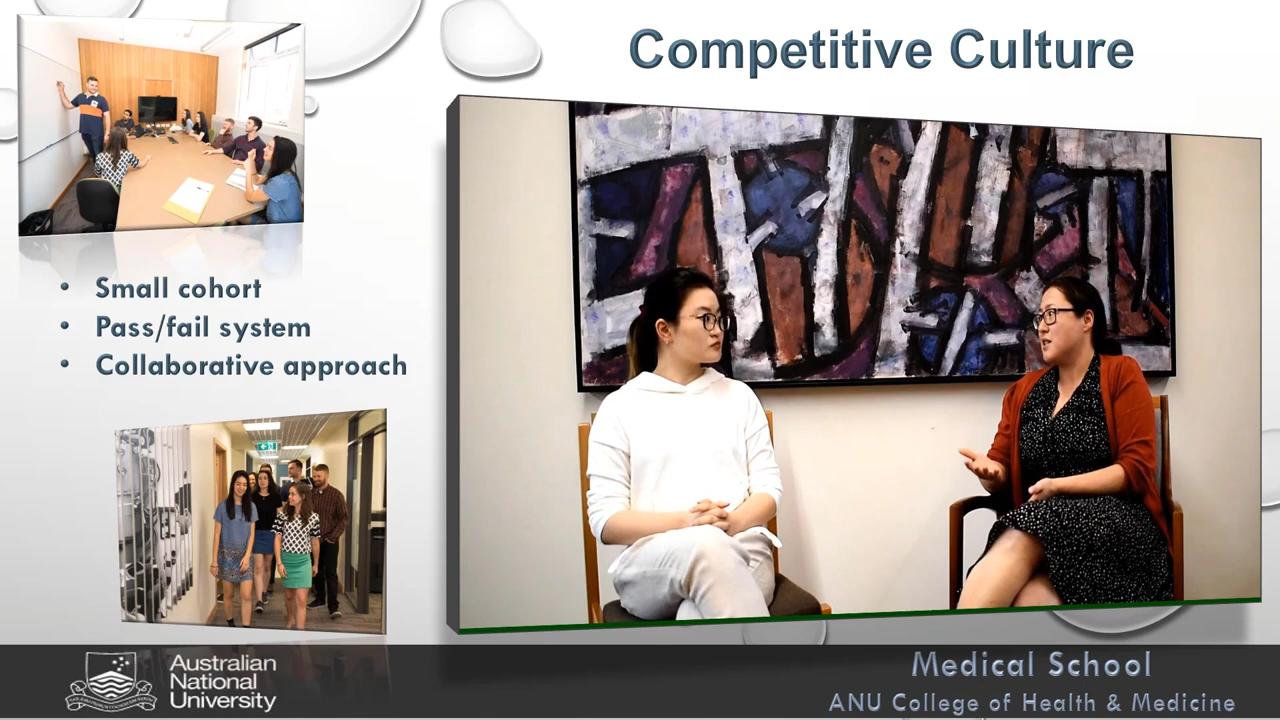 Competitive Culture
• Small cohort
• Pass/fail system
• Collaborative approach
Australian
National
University
Medical School
ANU College of Health & Medicine